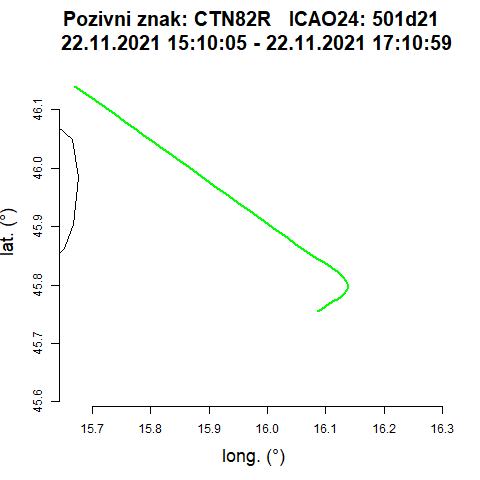 Pozivni znak: CTN82R   ICAO24: 501d21
22.11.2021 15:10:05 - 22.11.2021 17:10:59
46.1
46.0
45.9
45.8
45.7
45.6
lat. (°)
15.7 15.8 15.9 16.0 16.1 16.2 16.3
long. (°)